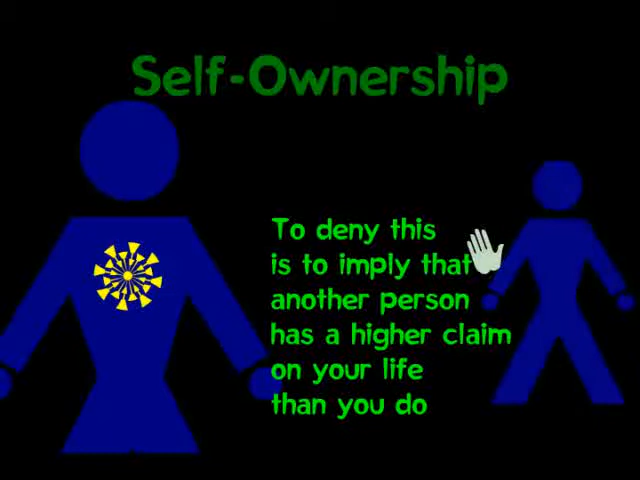 Self-Ownership
To deny this
is to imply that
another person
has a higher claim
on your life
than you do